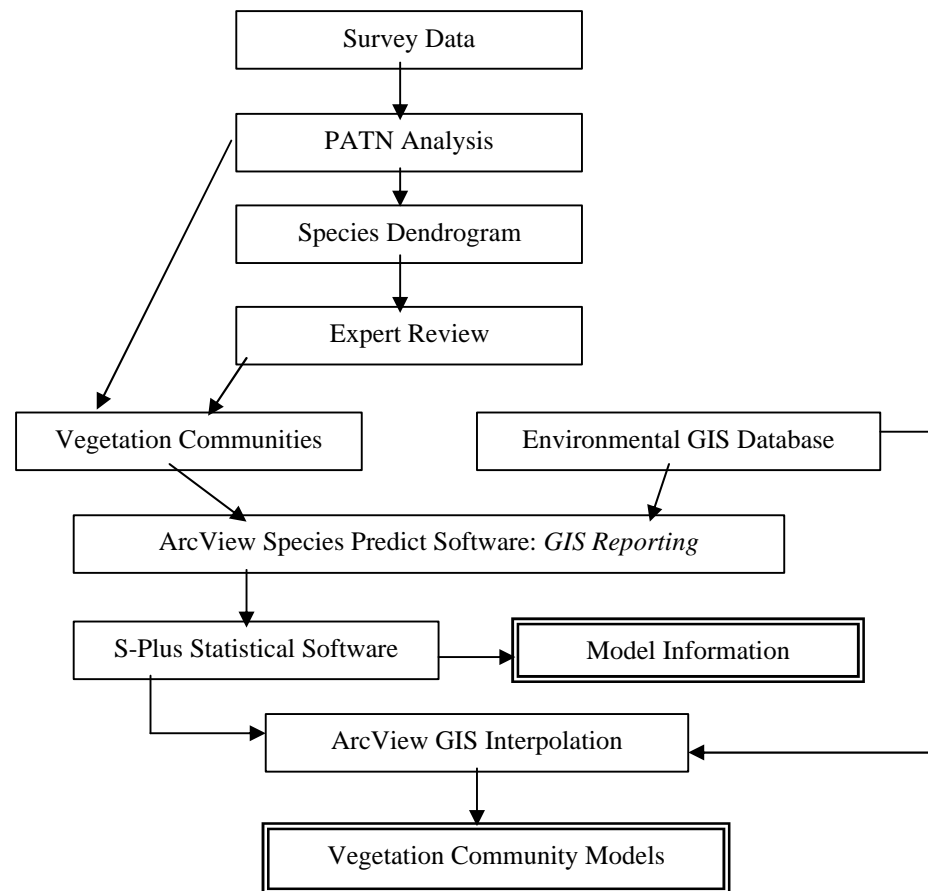 Survey Data
PATN Analysis
Species Dendrogram
Expert Review
Vegetation Communities
Environmental GIS Database
ArcView Species Predict Software: GIS Reporting
S-Plus Statistical Software
Model Information
ArcView GIS Interpolation
Vegetation Community Models